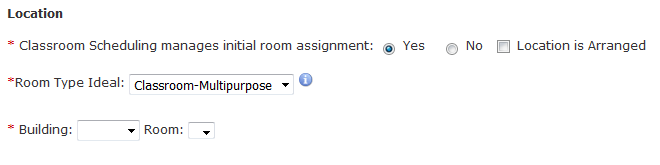 Location
* Classroom Scheduling manages initial room assignment: Yes No Location is Arranged
*Room Type Ideal: Classroom-Multipurpose
* Building: Room: